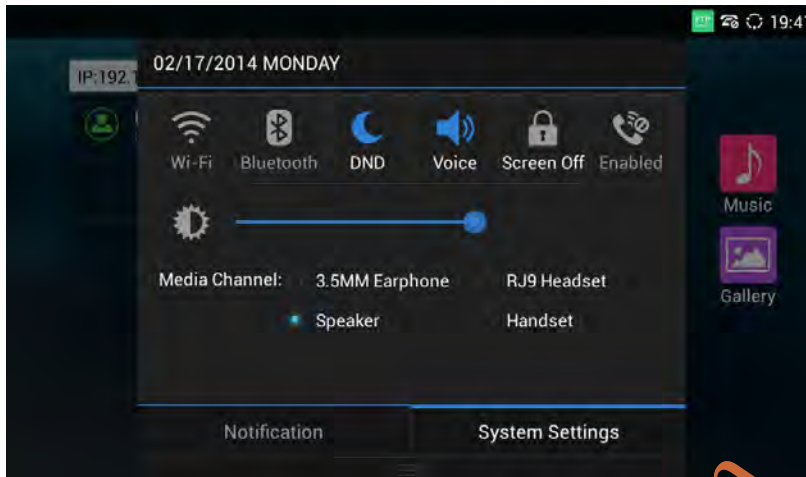 19:47
IP:192.1
02/17/2014 MONDAY
Wi-Fi Bluetooth DND Voice Screen Off Enabled
Music
Media Channel: 3.5MM Earphone RJ9 Headset
Gallery
Speaker Handset
Notification System Settings